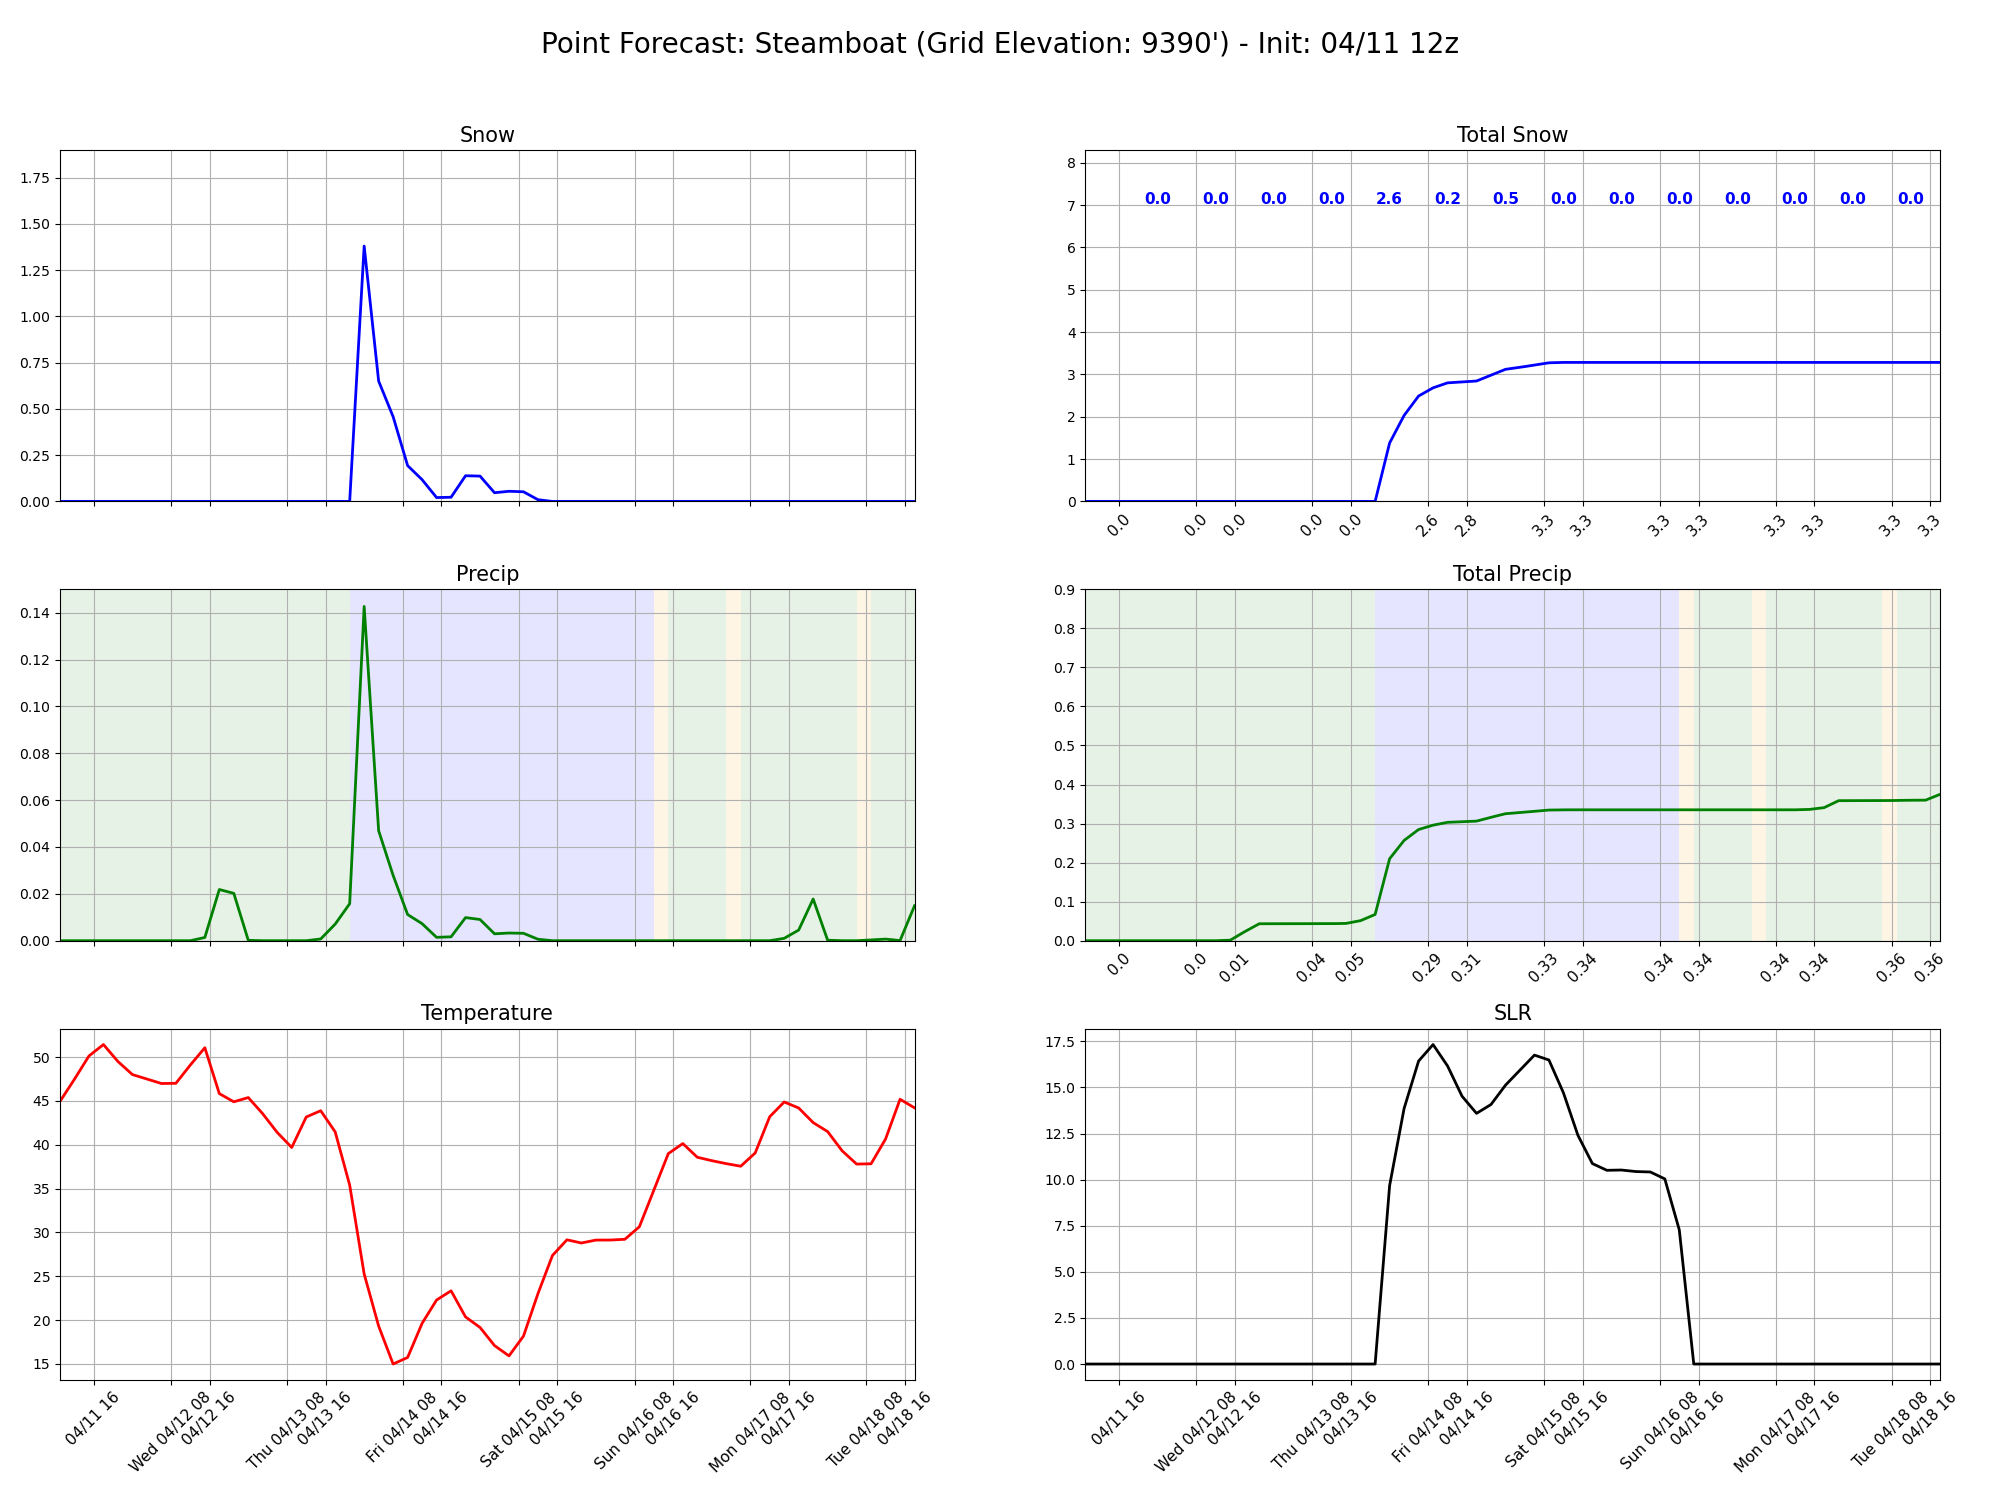 Point Forecast: Steamboat (Grid Elevation: 9390') - Init: 04/11 12z
Snow
1.75
1.50
1.25
1.00
0.75
0.50
0.25
0.00
Total Snow
8
7
6
5
4
3
2
1
0
0.0 0.0 0.0 0.0 2.6 0.2 0.5 0.0 0.0 0.0 0.0 0.0 0.0 0.0
0.0 0.0 0.0 0.0 0.0 2.6 2.8 3.3 3.3 3.3 3.3 3.3 3.3 3.3 3.3
Precip
0.14
0.12
0.10
0.08
0.06
0.04
0.02
0.00
Total Precip
0.9
0.8
0.7
0.6
0.5
0.4
0.3
0.2
0.1
0.0
0.0 0.0 0.01 0.04 0.05 0.29 0.31 0.33 0.34 0.34 0.34 0.34 0.34 0.36 0.36
Temperature
50
45
40
35
30
25
20
15
04/11 16
Wed 04/12 08
04/12 16
Thu 04/13 08
04/13 16
Fri 04/14 08
04/14 16
Sat 04/15 08
04/15 16
Sun 04/16 08
04/16 16
Mon 04/17 08
04/17 16
Tue 04/18 08
04/18 16
SLR
17.5
15.0
12.5
10.0
7.5
5.0
2.5
0.0
04/11 16
Wed 04/12 08
04/12 16
Thu 04/13 08
04/13 16
Fri 04/14 08
04/14 16
Sat 04/15 08
04/15 16
Sun 04/16 08
04/16 16
Mon 04/17 08
04/17 16
Tue 04/18 08
04/18 16